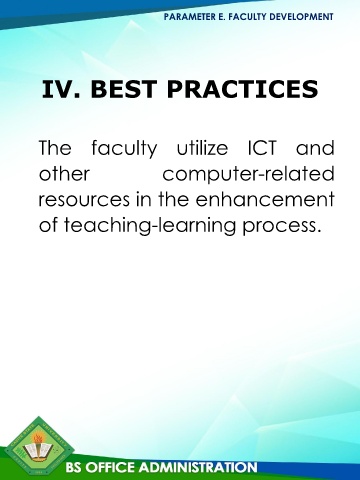 PARAMETER E. FACULTY DEVELOPMENT
IV. BEST PRACTICES
The faculty utilize ICT and
other computer-related
resources in the enhancement
of teaching-learning process.
BS OFFICE ADMINISTRATION